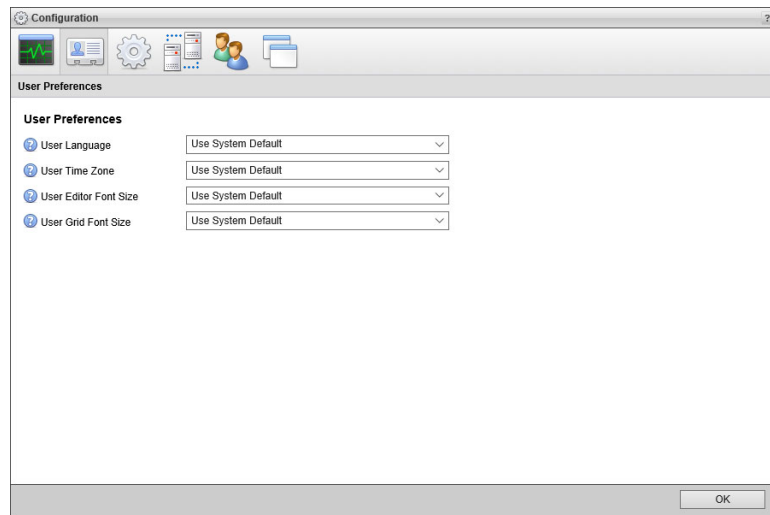 Configuration
?
User Preferences
User Preferences
? User Language Use System Default
? User Time Zone Use System Default
? User Editor Font Size Use System Default
? User Grid Font Size Use System Default
OK